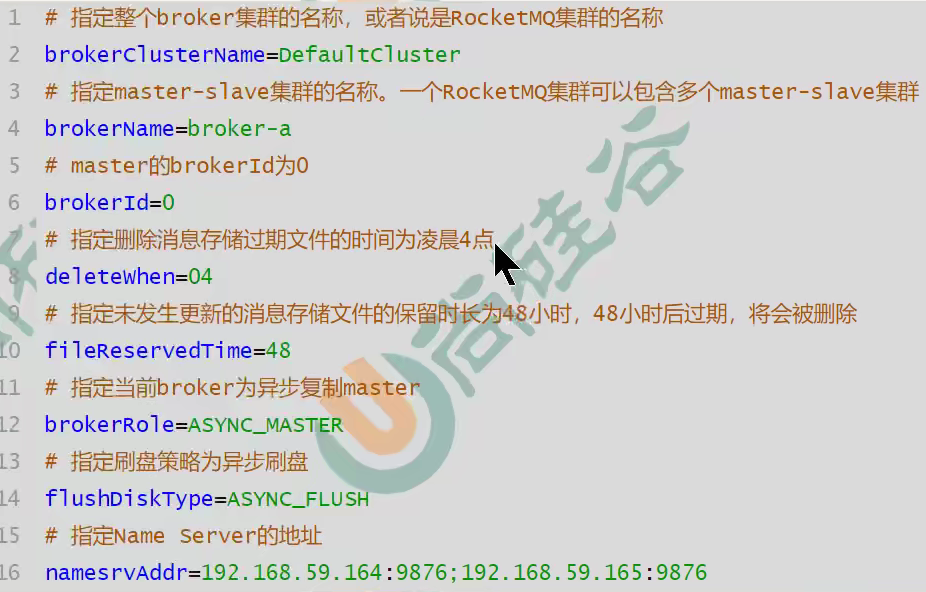 1 # 指定整个broker集群的名称，或者说是RocketMQ集群的名称
2 brokerClusterName=DefaultCluster
3 # 指定master-slave集群的名称。一个RocketMQ集群可以包含多个master-slave集群
4 brokerName=broker-a
5 # master的brokerId为0
6 brokerId=0
7 # 指定删除消息存储过期文件的时间为凌晨4点
8 deleteWhen=04
9 # 指定未发生更新的消息存储文件的保留时长为48小时，48小时后过期，将会被删除
10 fileReservedTime=48
11 # 指定当前broker为异步复制master
12 brokerRole=ASYNC_MASTER
13 # 指定刷盘策略为异步刷盘
14 flushDiskType=ASYNC_FLUSH
15 # 指定Name Server的地址
16 namesrvAddr=192.168.59.164:9876;192.168.59.165:9876
尚硅谷